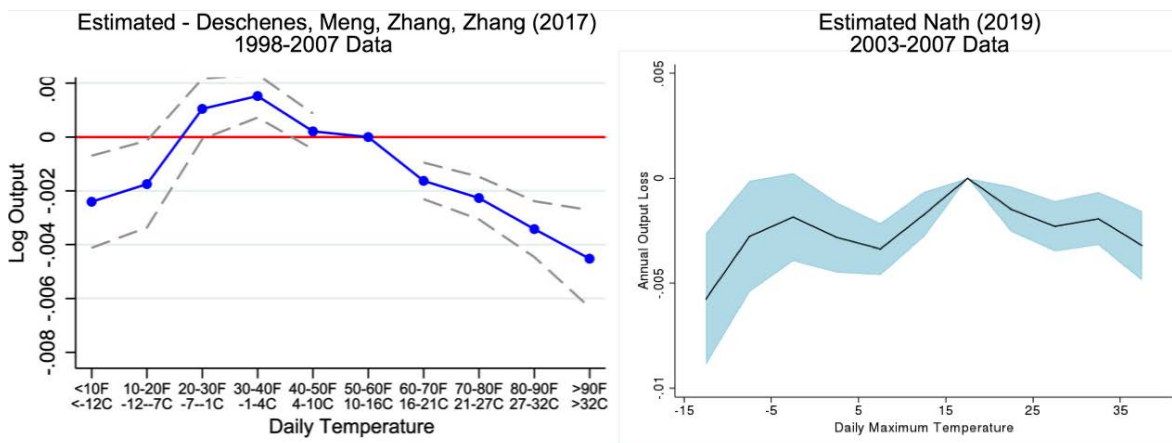 Estimated - Deschenes, Meng, Zhang, Zhang (2017)
1998-2007 Data
Log Output
.00
0
-.002
-.004
-.006
-.008
<10F 10-20F 20-30F 30-40F 40-50F 50-60F 60-70F 70-80F 80-90F >90F
<-12C -12--7C -7--1C -1-4C 4-10C 10-16C 16-21C 21-27C 27-32C >32C
Daily Temperature
Estimated Nath (2019)
2003-2007 Data
Annual Output Loss
.005
0
-.005
-.01
-15 -5 5 15 25 35
Daily Maximum Temperature